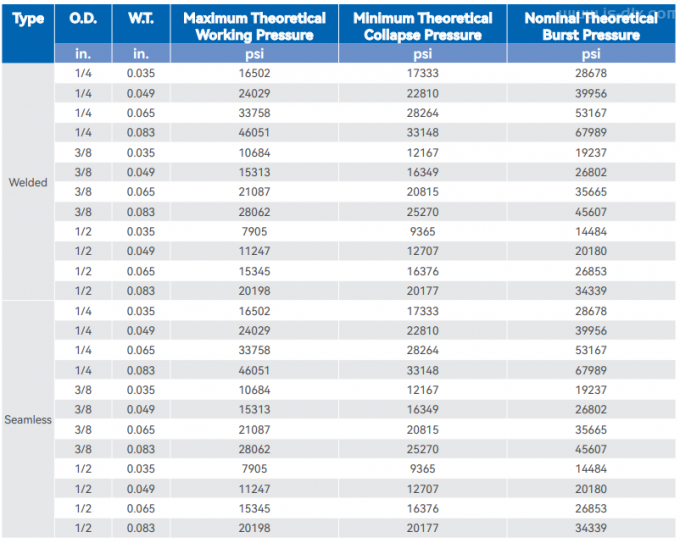 www.js-dlx.com
Type O.D. W.T. Maximum Theoretical Working Pressure Minimum Theoretical Collapse Pressure Nominal Theoretical Burst Pressure
in. in. psi psi psi
Welded
1/4 0.035 16502 17333 28678
1/4 0.049 24029 22810 39956
1/4 0.065 33758 28264 53167
1/4 0.083 46051 33148 67989
3/8 0.035 10684 12167 19237
3/8 0.049 15313 16349 26802
3/8 0.065 21087 20815 35665
3/8 0.083 28062 25270 45607
1/2 0.035 7905 9365 14484
1/2 0.049 11247 12707 20180
1/2 0.065 15345 16376 26853
1/2 0.083 20198 20177 34339
Seamless
1/4 0.035 16502 17333 28678
1/4 0.049 24029 22810 39956
1/4 0.065 33758 28264 53167
1/4 0.083 46051 33148 67989
3/8 0.035 10684 12167 19237
3/8 0.049 15313 16349 26802
3/8 0.065 21087 20815 35665
3/8 0.083 28062 25270 45607
1/2 0.035 7905 9365 14484
1/2 0.049 11247 12707 20180
1/2 0.065 15345 16376 26853
1/2 0.083 20198 20177 34339